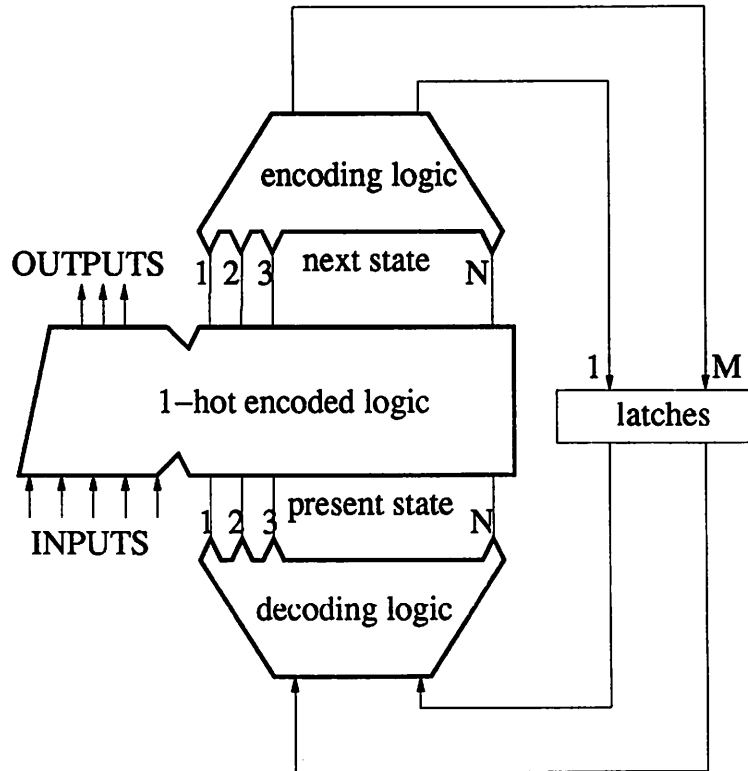 encoding logic
OUTPUTS
1 2 3 next state N
1-hot encoded logic
1 M
latches
INPUTS
1 2 3 present state N
decoding logic